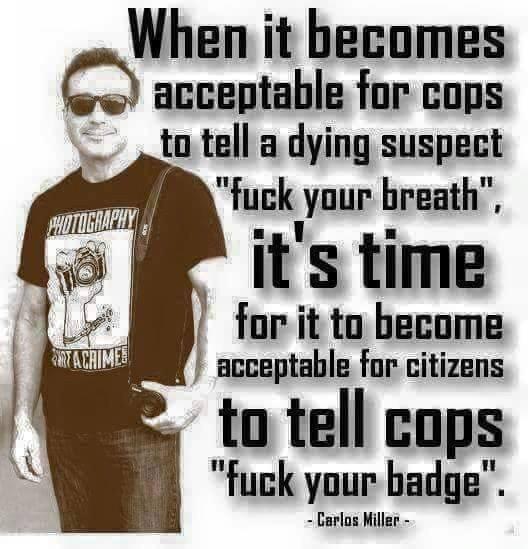 When it becomes
acceptable for cops
to tell a dying suspect
"fuck your breath",
it's time
for it to become
acceptable for citizens
to tell cops
"fuck your badge".
- Carlos Miller -
PHOTOGRAPHY
A CRIME